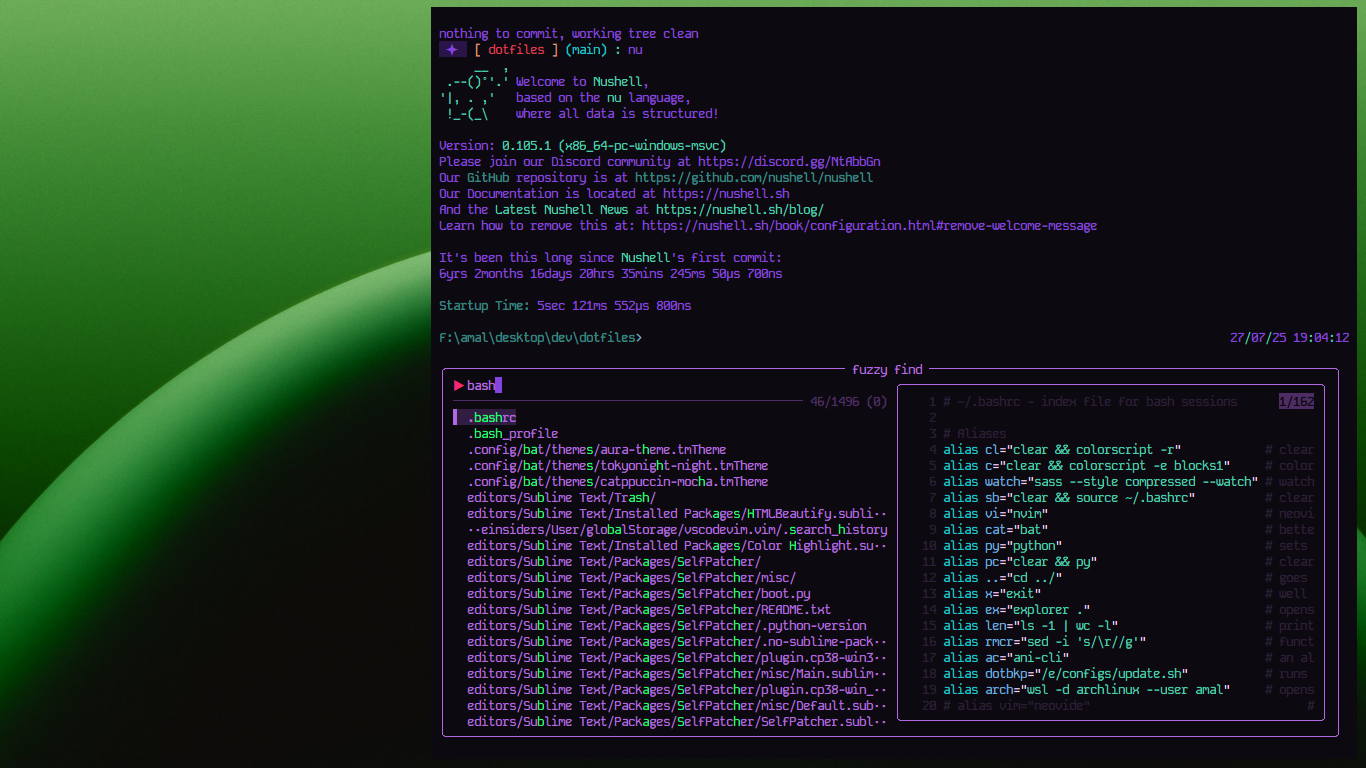 nothing to commit, working tree clean
✦ [ dotfiles ] (main) : nu
     __  ,
 .--()°'.' Welcome to Nushell,
'|, . ,'   based on the nu language,
 !_-(_\    where all data is structured!
Version: 0.105.1 (x86_64-pc-windows-msvc)
Please join our Discord community at https://discord.gg/NtAbbGn
Our GitHub repository is at https://github.com/nushell/nushell
Our Documentation is located at https://nushell.sh
And the Latest Nushell News at https://nushell.sh/blog/
Learn how to remove this at: https://nushell.sh/book/configuration.html#remove-welcome-message
It's been this long since Nushell's first commit:
6yrs 2months 16days 20hrs 35mins 245ms 50µs 700ns
Startup Time: 5sec 121ms 552µs 800ns
F:\amal\desktop\dev\dotfiles> 27/07/25 19:04:12
fuzzy find
▶ bash
46/1496 (0)
.bashrc
.bash_profile
.config/bat/themes/aura-theme.tmTheme
.config/bat/themes/tokyonight-night.tmTheme
.config/bat/themes/catppuccin-mocha.tmTheme
editors/Sublime Text/Trash/
editors/Sublime Text/Installed Packages/HTMLBeautify.subli··
··einsiders/User/globalStorage/vscodevim.vim/.search_history
editors/Sublime Text/Installed Packages/Color Highlight.su··
editors/Sublime Text/Packages/SelfPatcher/
editors/Sublime Text/Packages/SelfPatcher/misc/
editors/Sublime Text/Packages/SelfPatcher/boot.py
editors/Sublime Text/Packages/SelfPatcher/README.txt
editors/Sublime Text/Packages/SelfPatcher/.python-version
editors/Sublime Text/Packages/SelfPatcher/.no-sublime-pack··
editors/Sublime Text/Packages/SelfPatcher/plugin.cp38-win3··
editors/Sublime Text/Packages/SelfPatcher/misc/Main.sublim··
editors/Sublime Text/Packages/SelfPatcher/plugin.cp38-win_··
editors/Sublime Text/Packages/SelfPatcher/misc/Default.sub··
editors/Sublime Text/Packages/SelfPatcher/SelfPatcher.subl··
1 # ~/.bashrc - index file for bash sessions 1/162
2
3 # Aliases
4 alias cl="clear && colorscript -r" # clear
5 alias c="clear && colorscript -e blocks1" # color
6 alias watch="sass --style compressed --watch" # watch
7 alias sb="clear && source ~/.bashrc" # clear
8 alias vi="nvim" # neovi
9 alias cat="bat" # bette
10 alias py="python" # sets
11 alias pc="clear && py" # clear
12 alias ..="cd ../" # goes
13 alias x="exit" # well
14 alias ex="explorer ." # opens
15 alias len="ls -1 | wc -l" # print
16 alias rmcr="sed -i 's/\r//g'" # funct
17 alias ac="ani-cli" # an al
18 alias dotbkp="/e/configs/update.sh" # runs
19 alias arch="wsl -d archlinux --user amal" # opens
20 # alias vim="neovide" #